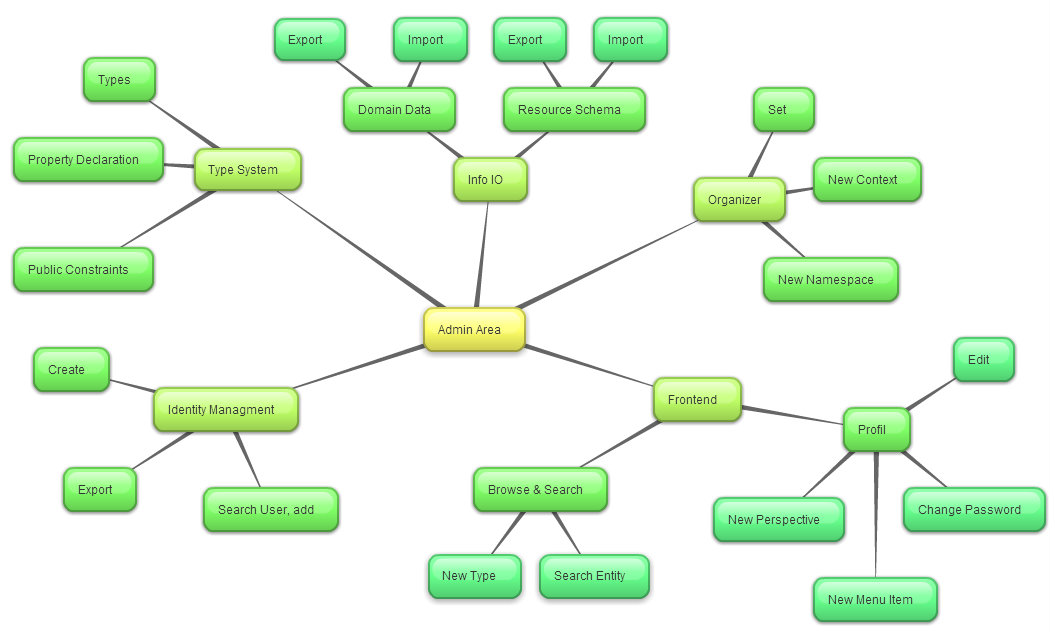 Export
Import
Export
Import
Types
Domain Data
Resource Schema
Set
Property Declaration
Type System
Info IO
New Context
Organizer
Public Constraints
New Namespace
Admin Area
Create
Edit
Identity Managment
Frontend
Profil
Export
Search User, add
Browse & Search
New Perspective
Change Password
New Type
Search Entity
New Menu Item